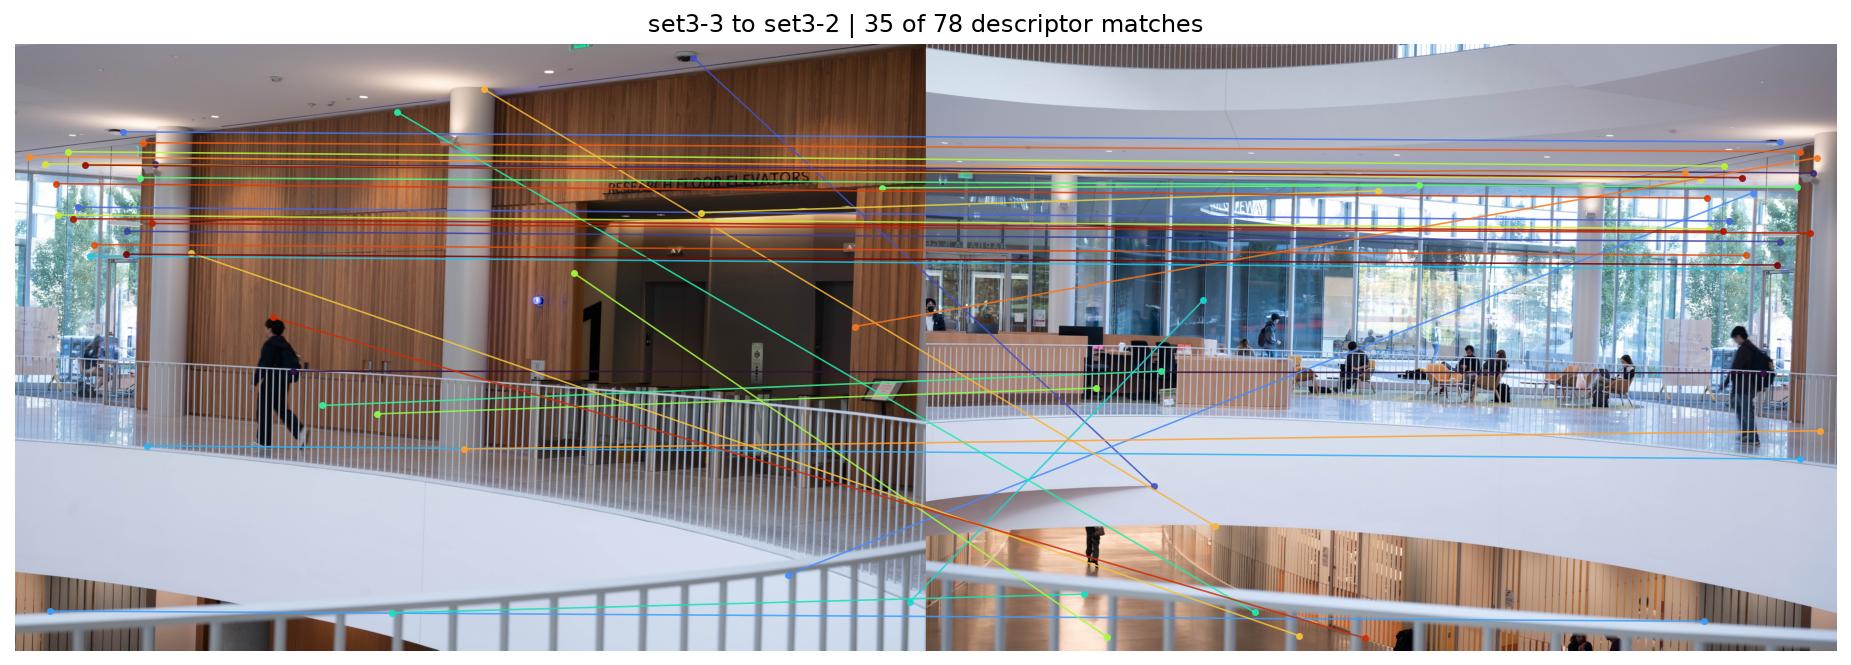 set3-3 to set3-2 | 35 of 78 descriptor matches
RESEARCH FLOOR ELEVATORS